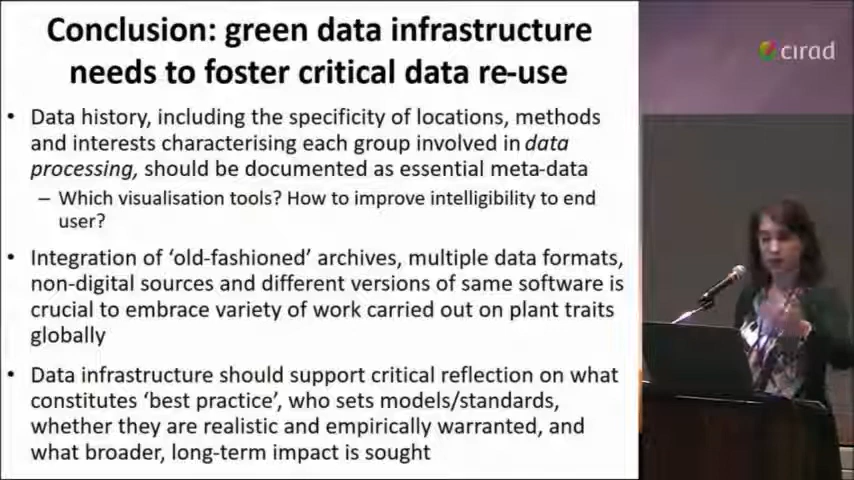 Conclusion: green data infrastructure
needs to foster critical data re-use
• Data history, including the specificity of locations, methods
and interests characterising each group involved in data
processing, should be documented as essential meta-data
– Which visualisation tools? How to improve intelligibility to end
user?
• Integration of ‘old-fashioned’ archives, multiple data formats,
non-digital sources and different versions of same software is
crucial to embrace variety of work carried out on plant traits
globally
• Data infrastructure should support critical reflection on what
constitutes ‘best practice’, who sets models/standards,
whether they are realistic and empirically warranted, and
what broader, long-term impact is sought
cirad